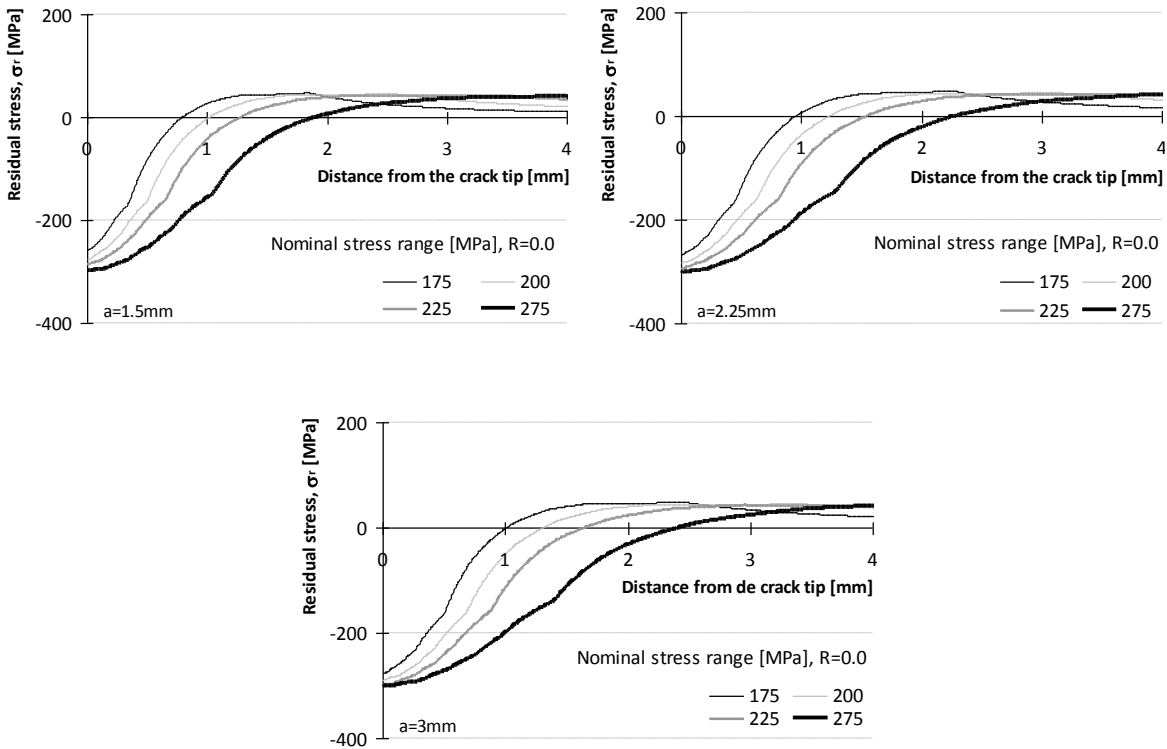 Residual stress, σr [MPa]
200
0
-200
-400
0 1 2 3 4
Distance from the crack tip [mm]
Nominal stress range [MPa], R=0.0
175 200
225 275
a=1.5mm
Residual stress, σr [MPa]
200
0
-200
-400
0 1 2 3 4
Distance from the crack tip [mm]
Nominal stress range [MPa], R=0.0
175 200
225 275
a=2.25mm
Residual stress, σr [MPa]
200
0
-200
-400
0 1 2 3 4
Distance from de crack tip [mm]
Nominal stress range [MPa], R=0.0
175 200
225 275
a=3mm